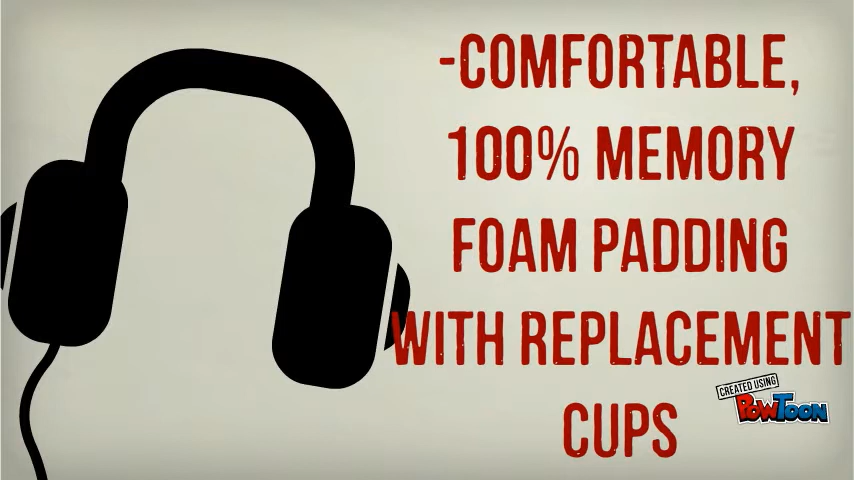 -COMFORTABLE,
100% MEMORY
FOAM PADDING
WITH REPLACEMENT
CUPS
CREATED USING
POWTOON